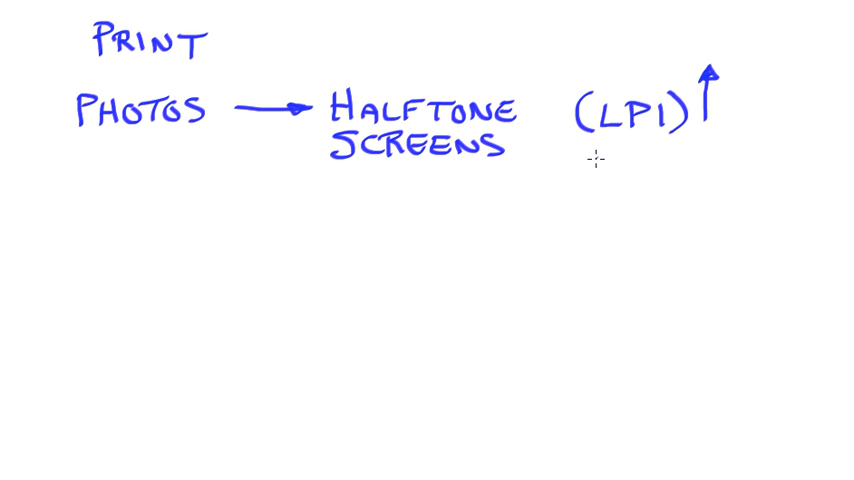 PRINT
PHOTOS → HALFTONE SCREENS (LPI) ↑